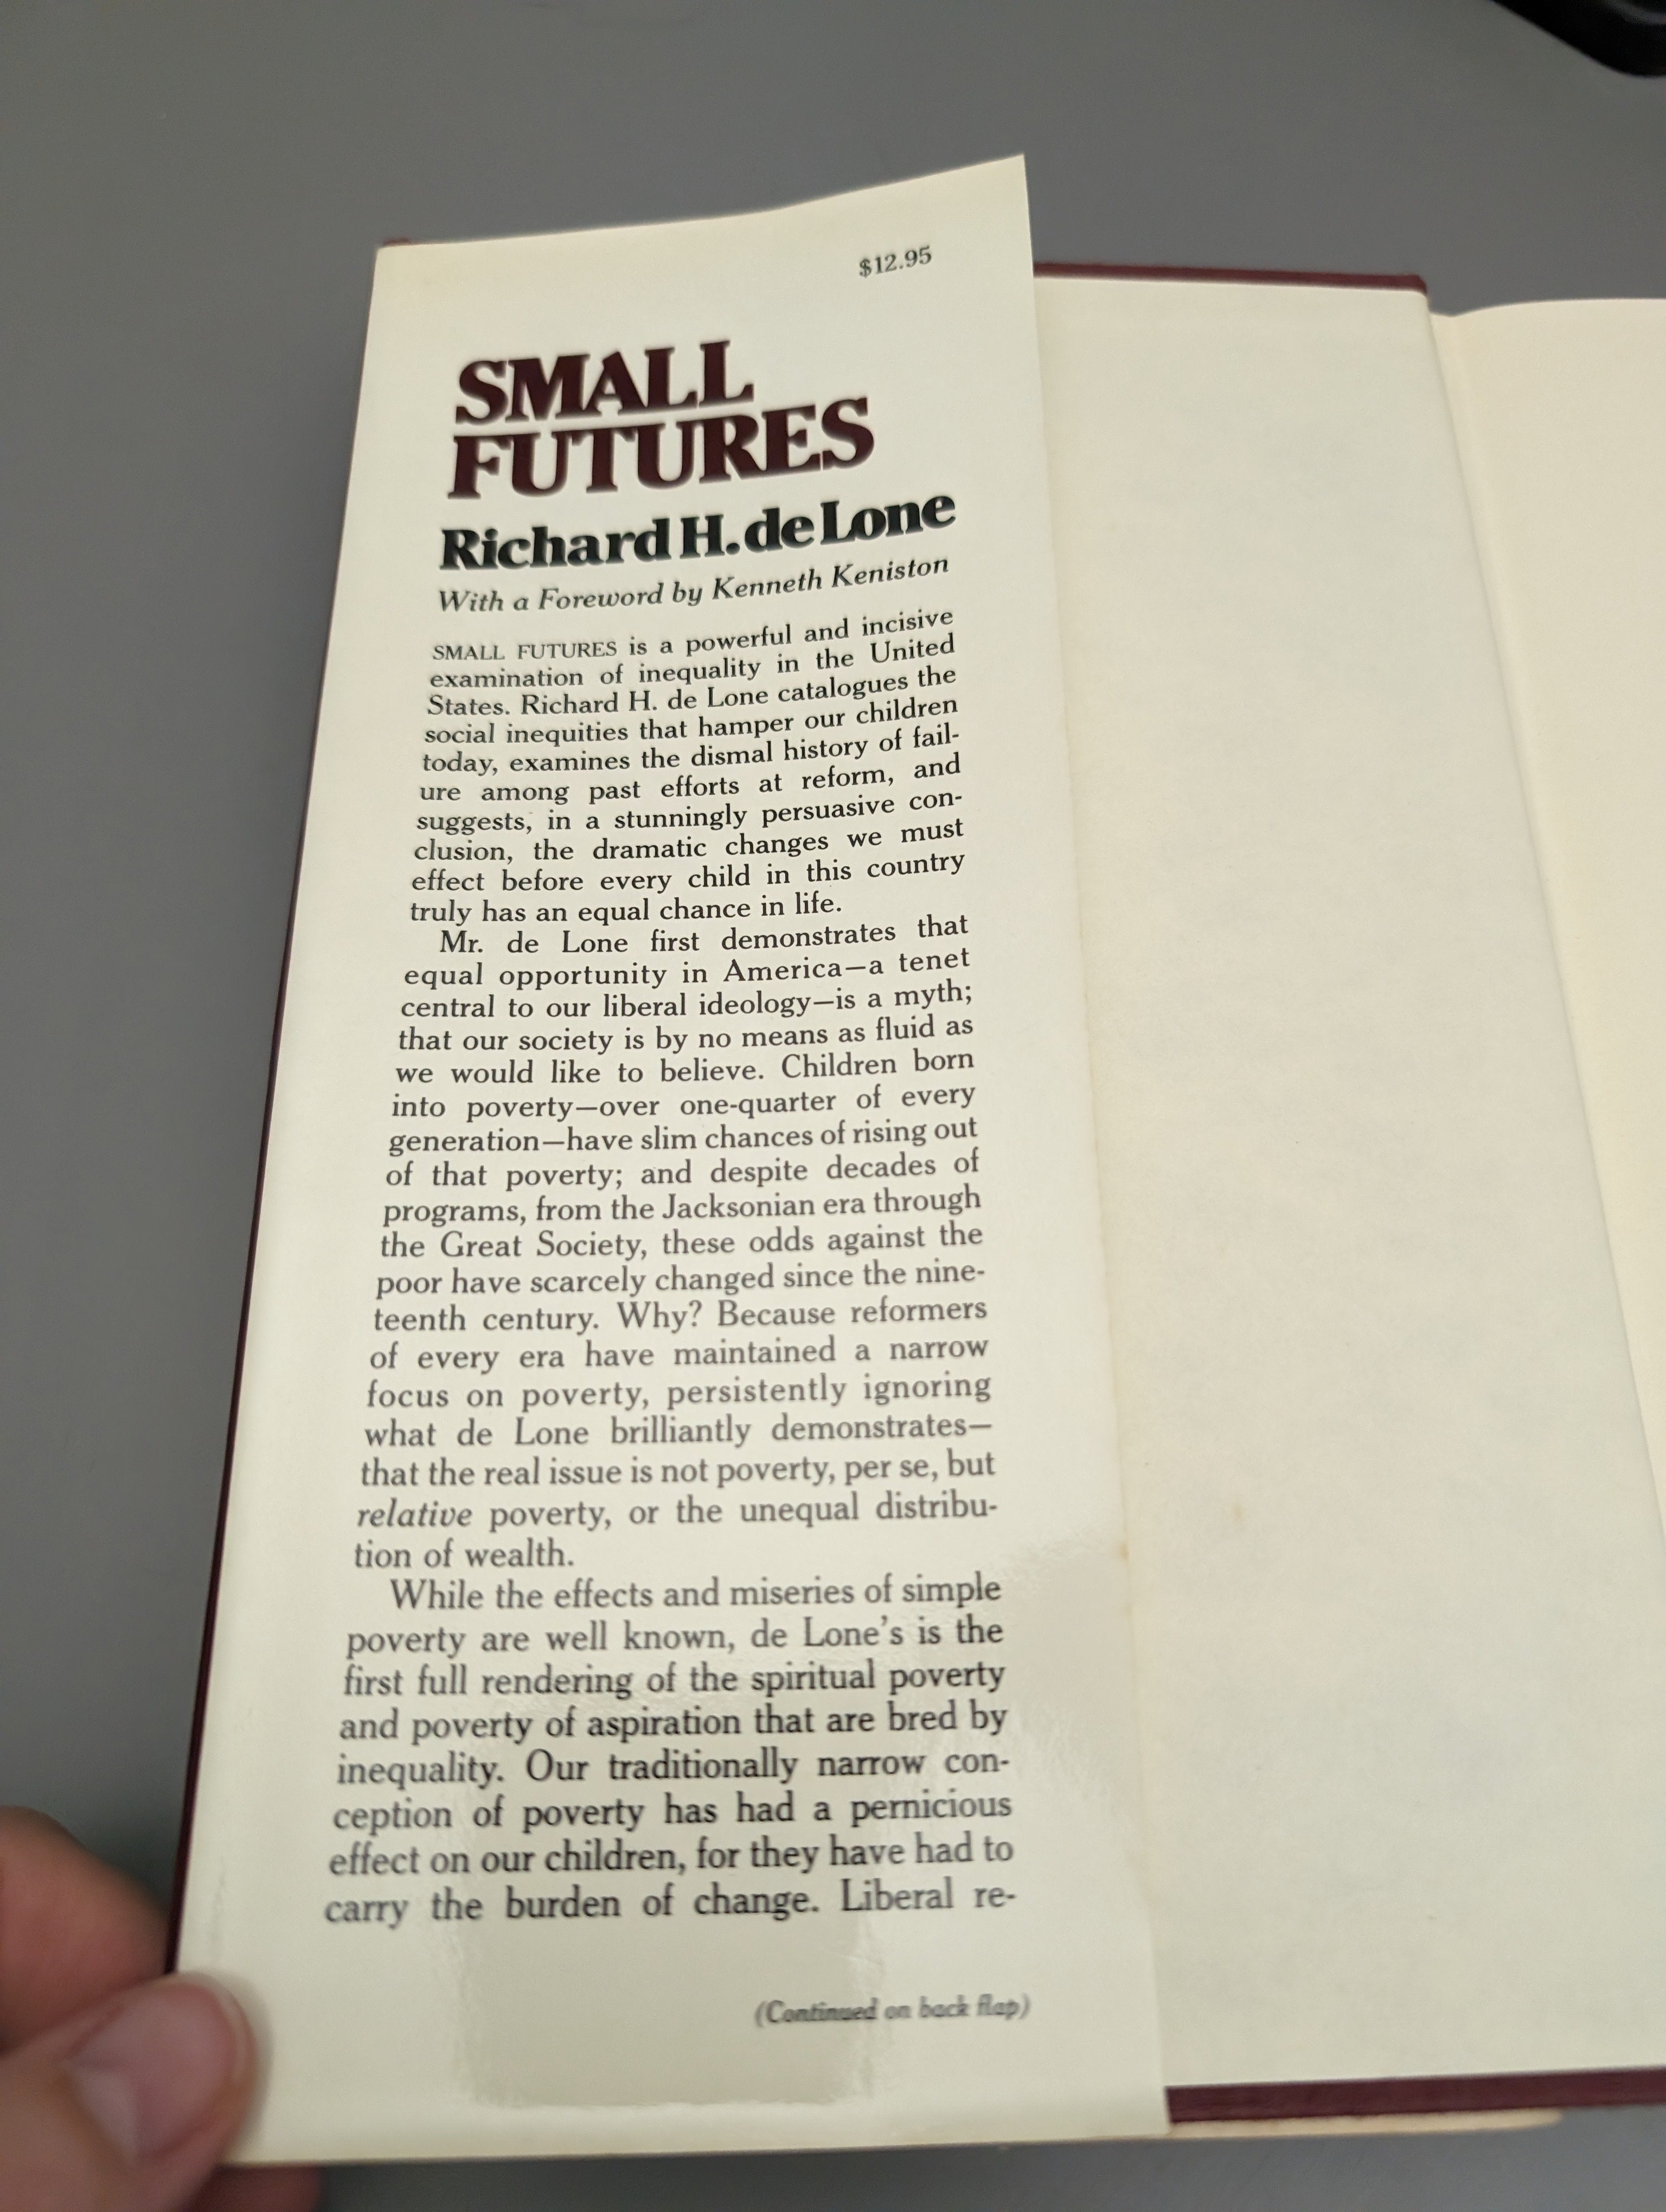 $12.95
SMALL
FUTURES
Richard H. de Lone
With a Foreword by Kenneth Keniston
SMALL FUTURES is a powerful and incisive
examination of inequality in the United
States. Richard H. de Lone catalogues the
social inequities that hamper our children
today, examines the dismal history of fail-
ure among past efforts at reform, and
suggests, in a stunningly persuasive con-
clusion, the dramatic changes we must
effect before every child in this country
truly has an equal chance in life.
Mr. de Lone first demonstrates that
equal opportunity in America—a tenet
central to our liberal ideology—is a myth;
that our society is by no means as fluid as
we would like to believe. Children born
into poverty—over one-quarter of every
generation—have slim chances of rising out
of that poverty; and despite decades of
programs, from the Jacksonian era through
the Great Society, these odds against the
poor have scarcely changed since the nine-
teenth century. Why? Because reformers
of every era have maintained a narrow
focus on poverty, persistently ignoring
what de Lone brilliantly demonstrates—
that the real issue is not poverty, per se, but
relative poverty, or the unequal distribu-
tion of wealth.
While the effects and miseries of simple
poverty are well known, de Lone's is the
first full rendering of the spiritual poverty
and poverty of aspiration that are bred by
inequality. Our traditionally narrow con-
ception of poverty has had a pernicious
effect on our children, for they have had to
carry the burden of change. Liberal re-
(Continued on back flap)